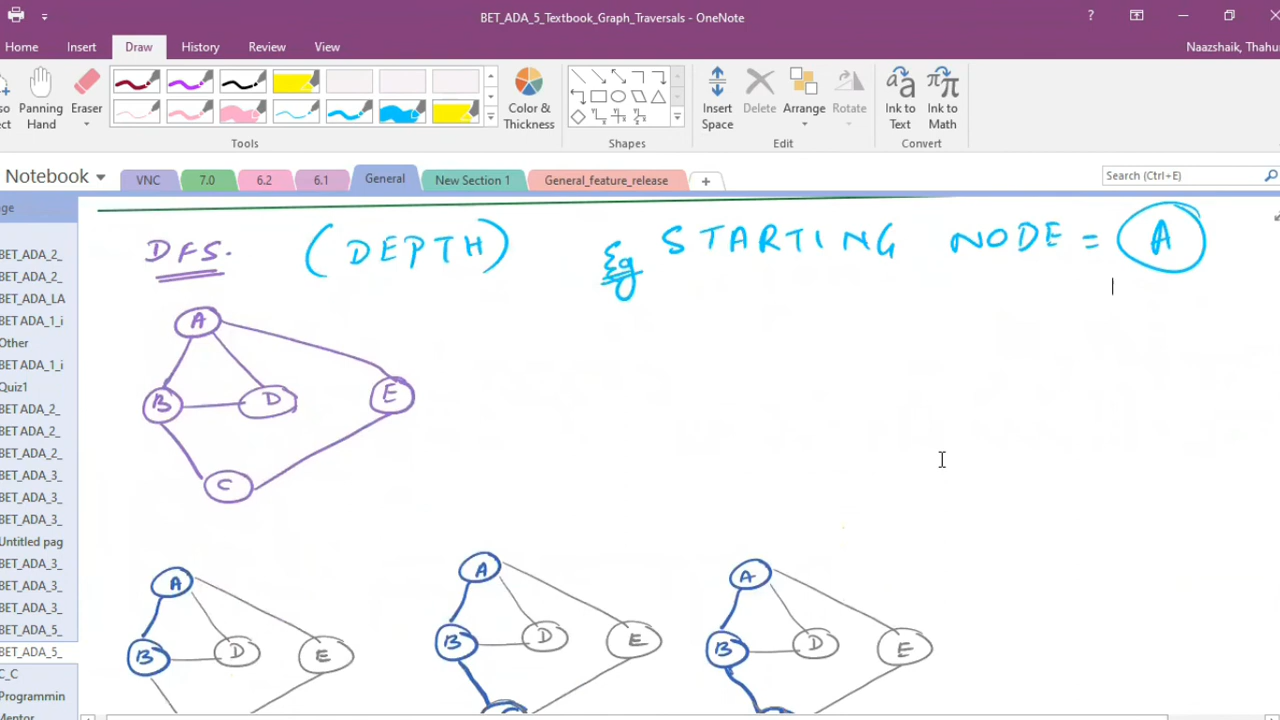 BET_ADA_5_Textbook_Graph_Traversals - OneNote
?
Home Insert Draw History Review View
Naazshaik, Thahu
Panning Hand
Eraser
Color & Thickness
Insert Space
Delete
Arrange
Rotate
Ink to Text
Ink to Math
Tools
Shapes
Edit
Convert
Notebook
VNC 7.0 6.2 6.1 General New Section 1 General_feature_release +
Search (Ctrl+E)
BET_ADA_2_
BET_ADA_2_
BET_ADA_LA
BET ADA_1_i
Other
BET ADA_1_i
Quiz1
BET ADA_2_
BET_ADA_2_
BET_ADA_2_
BET_ADA_3_
BET_ADA_3_
BET_ADA_3_
Untitled pag
BET_ADA_3_
BET_ADA_3_
BET_ADA_3_
BET_ADA_5_
BET_ADA_5_
C_C
Programmin
Mentor
DFS. (DEPTH) Eg STARTING NODE = A
A
B D E
C
A A A
B D E B D E B D E